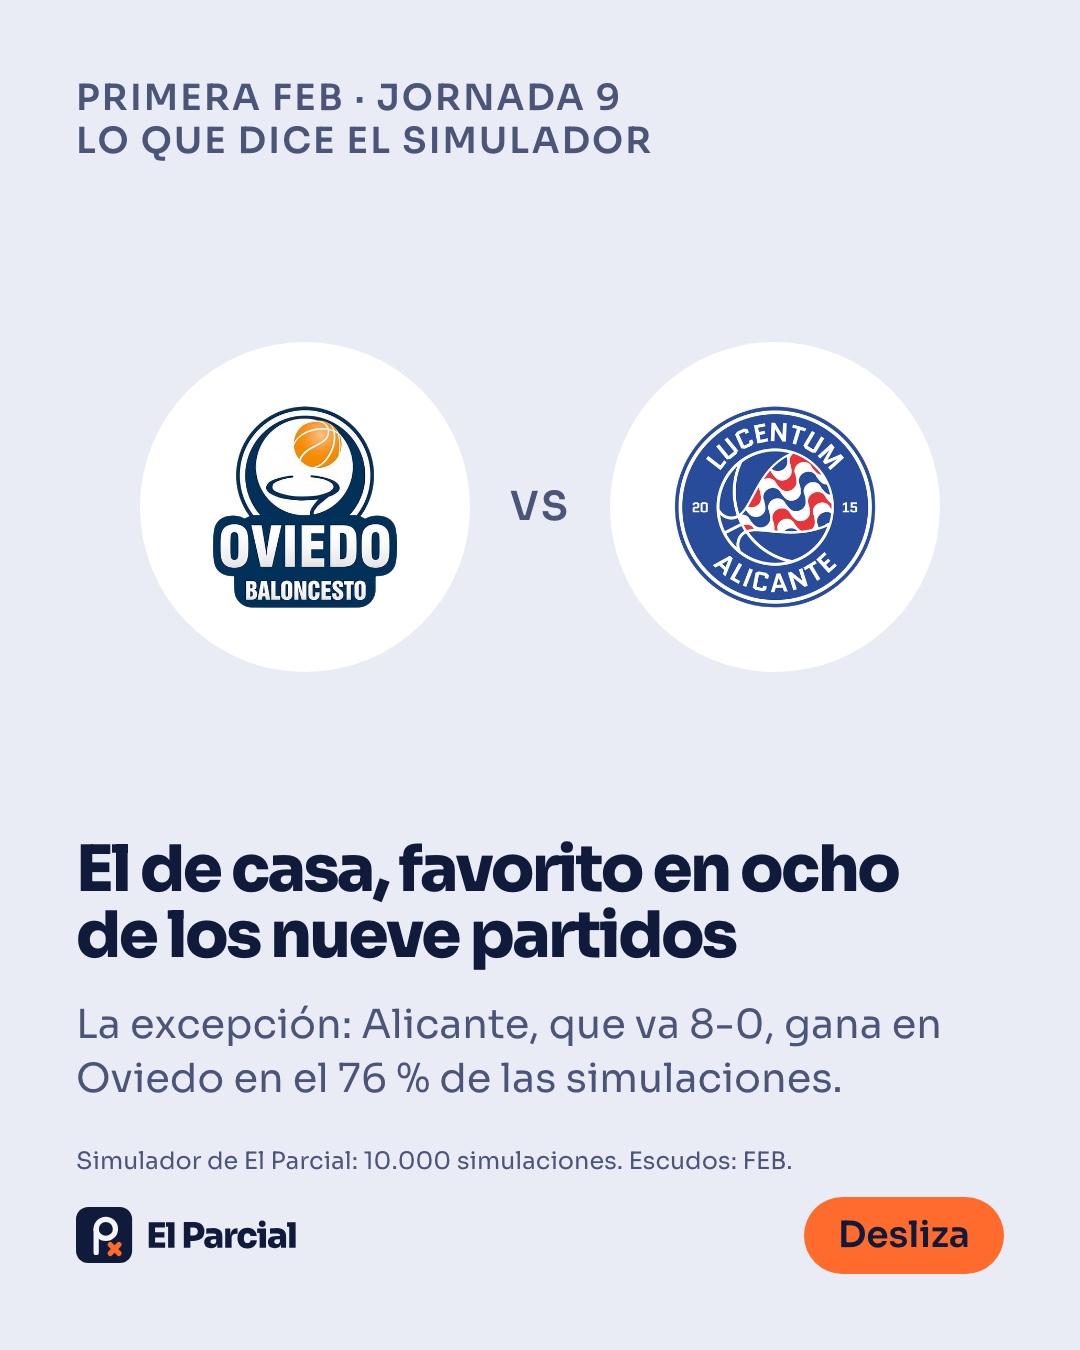 PRIMERA FEB · JORNADA 9
LO QUE DICE EL SIMULADOR
OVIEDO
BALONCESTO
VS
LUCENTUM
20 15
ALICANTE
El de casa, favorito en ocho
de los nueve partidos
La excepción: Alicante, que va 8-0, gana en
Oviedo en el 76 % de las simulaciones.
Simulador de El Parcial: 10.000 simulaciones. Escudos: FEB.
El Parcial
Desliza